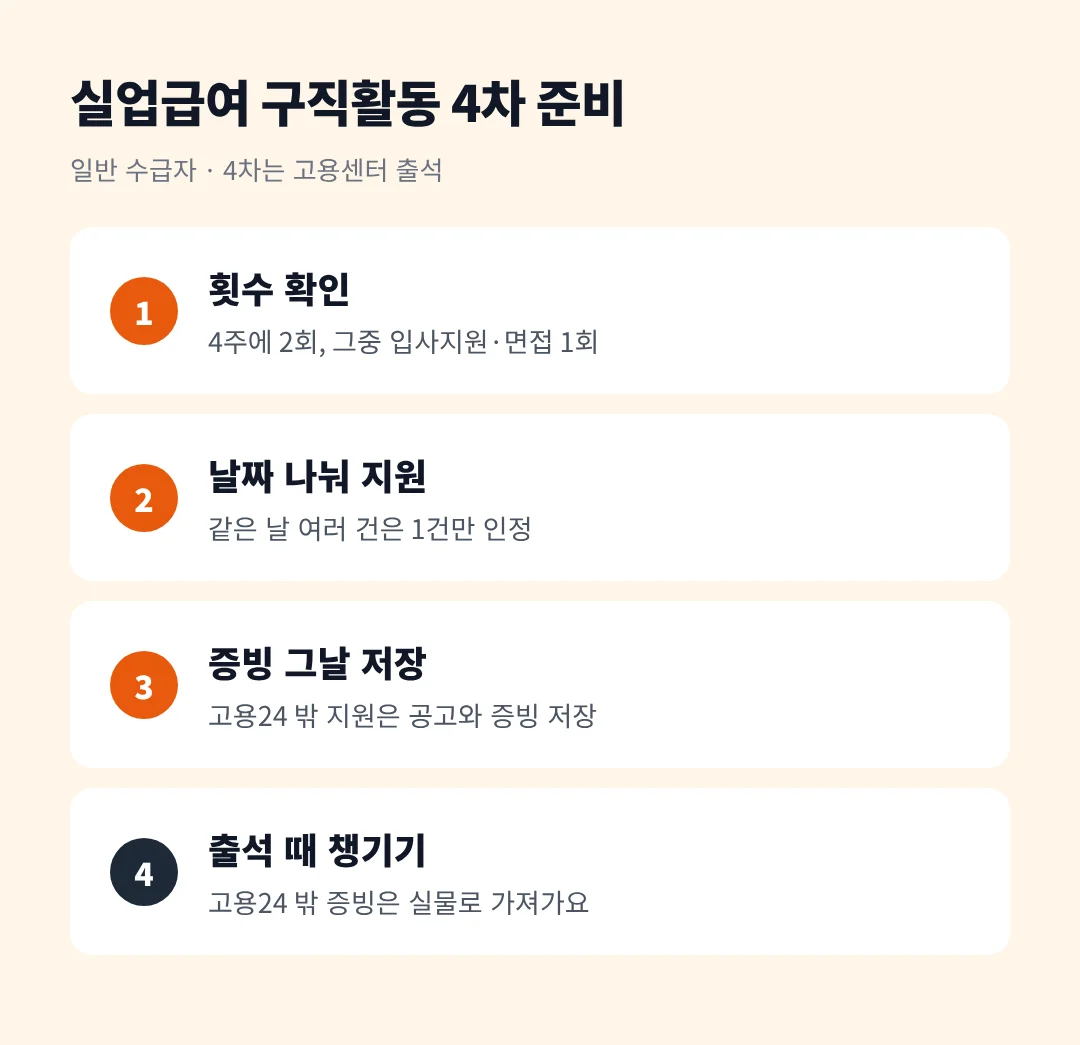 실업급여 구직활동 4차 준비
일반 수급자 · 4차는 고용센터 출석
1
횟수 확인
4주에 2회, 그중 입사지원·면접 1회
2
날짜 나눠 지원
같은 날 여러 건은 1건만 인정
3
증빙 그날 저장
고용24 밖 지원은 공고와 증빙 저장
4
출석 때 챙기기
고용24 밖 증빙은 실물로 가져가요